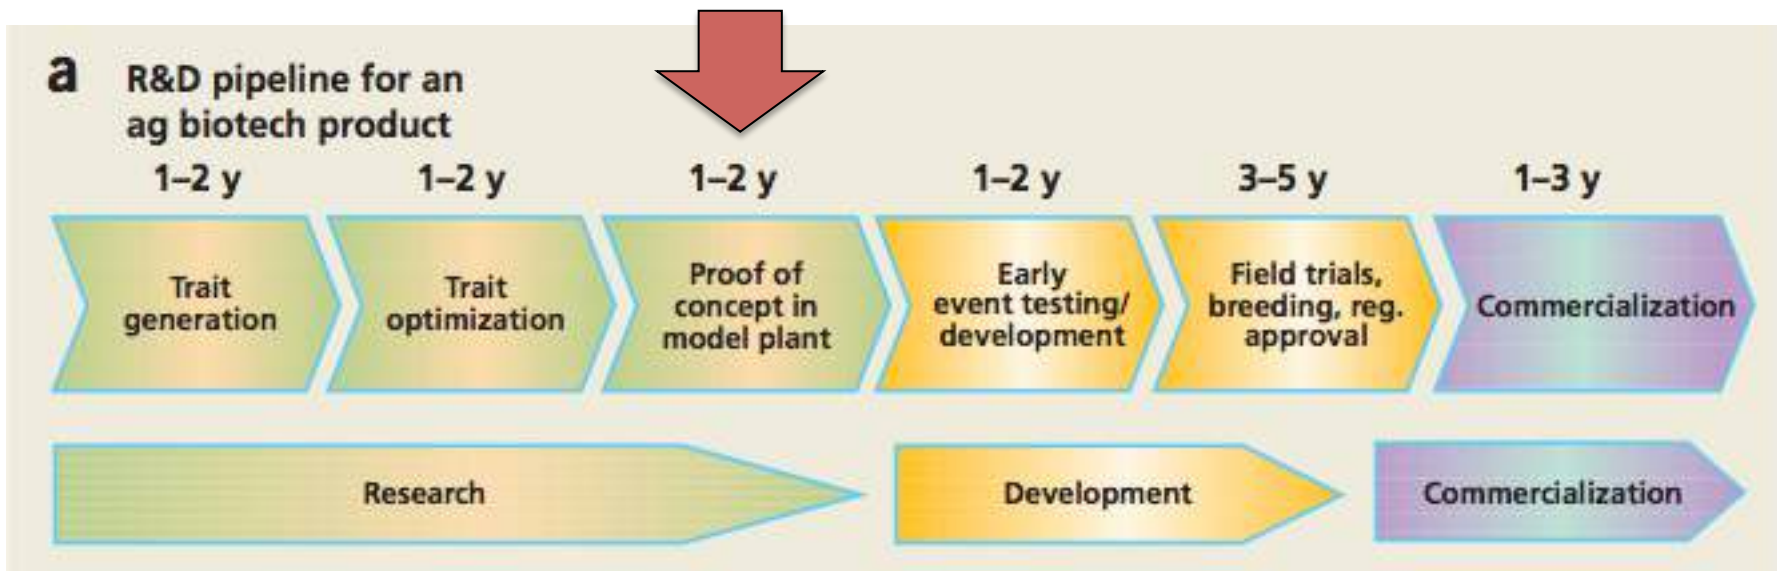 a
R&D pipeline for an
ag biotech product
1–2 y
1–2 y
1–2 y
1–2 y
3–5 y
1–3 y
Trait
generation
Trait
optimization
Proof of
concept in
model plant
Early
event testing/
development
Field trials,
breeding, reg.
approval
Commercialization
Research
Development
Commercialization